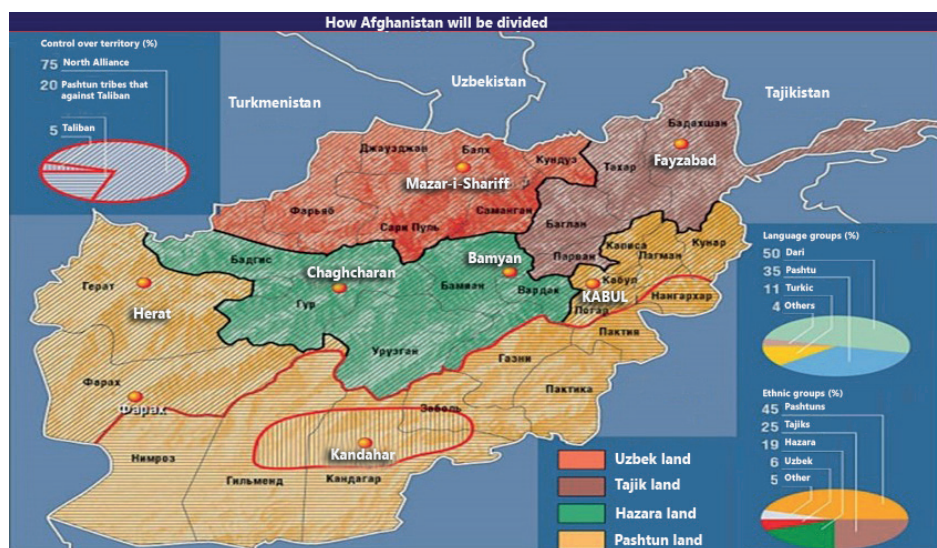 How Afghanistan will be divided
Control over territory (%)
75 North Alliance
20 Pashtun tribes that
against Taliban
5 Taliban
Turkmenistan
Uzbekistan
Tajikistan
Джаузджан
Балх
Кундуз
Тахар
Бадахшан
Fayzabad
Mazar-i-Shariff
Фарьяб
Сари Пуль
Саманган
Баглан
Парван
Каписа
Лагман
Кунар
Бадгис
Chaghcharan
Bamyan
Кабул
KABUL
Нангархар
Герат
Herat
Гур
Бамиан
Вардак
Логар
Пактия
Урузган
Газни
Пактика
Фарах
Фарах
Заболь
Kandahar
Нимроз
Гильменд
Кандагар
Language groups (%)
50 Dari
35 Pashtu
11 Turkic
4 Others
Ethnic groups (%)
45 Pashtuns
25 Tajiks
19 Hazara
6 Uzbek
5 Other
Uzbek land
Tajik land
Hazara land
Pashtun land